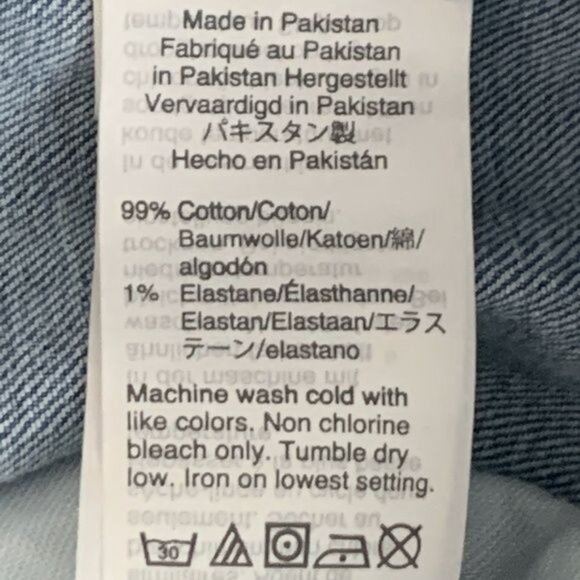 Made in Pakistan
Fabriqué au Pakistan
in Pakistan Hergestellt
Vervaardigd in Pakistan
パキスタン製
Hecho en Pakistán
99% Cotton/Coton/
Baumwolle/Katoen/綿/
algodón
1% Elastane/Élasthanne/
Elastan/Elastaan/エラス
テーン/elastano
Machine wash cold with
like colors. Non chlorine
bleach only. Tumble dry
low. Iron on lowest setting.
30